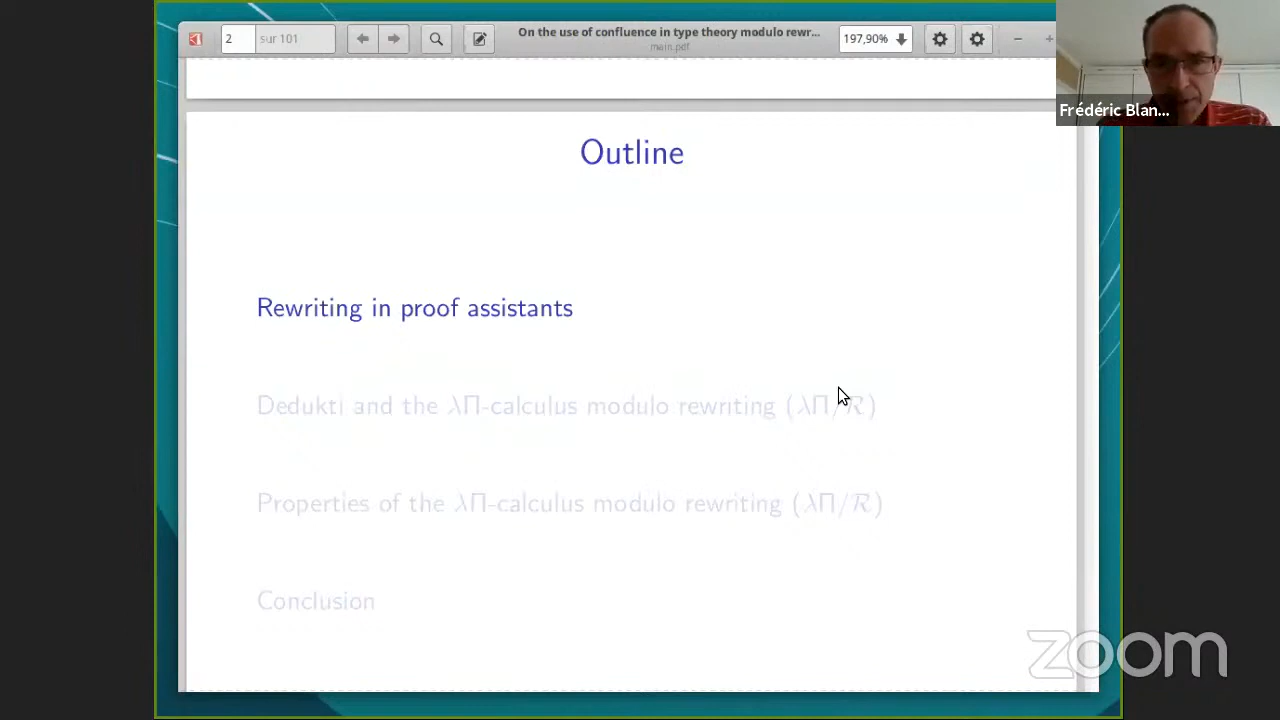 2 sur 101
On the use of confluence in type theory modulo rewr...
main.pdf
197,90%
Frédéric Blan...
Outline
Rewriting in proof assistants
Dedukti and the λΠ-calculus modulo rewriting (λΠ/R)
Properties of the λΠ-calculus modulo rewriting (λΠ/R)
Conclusion
zoom